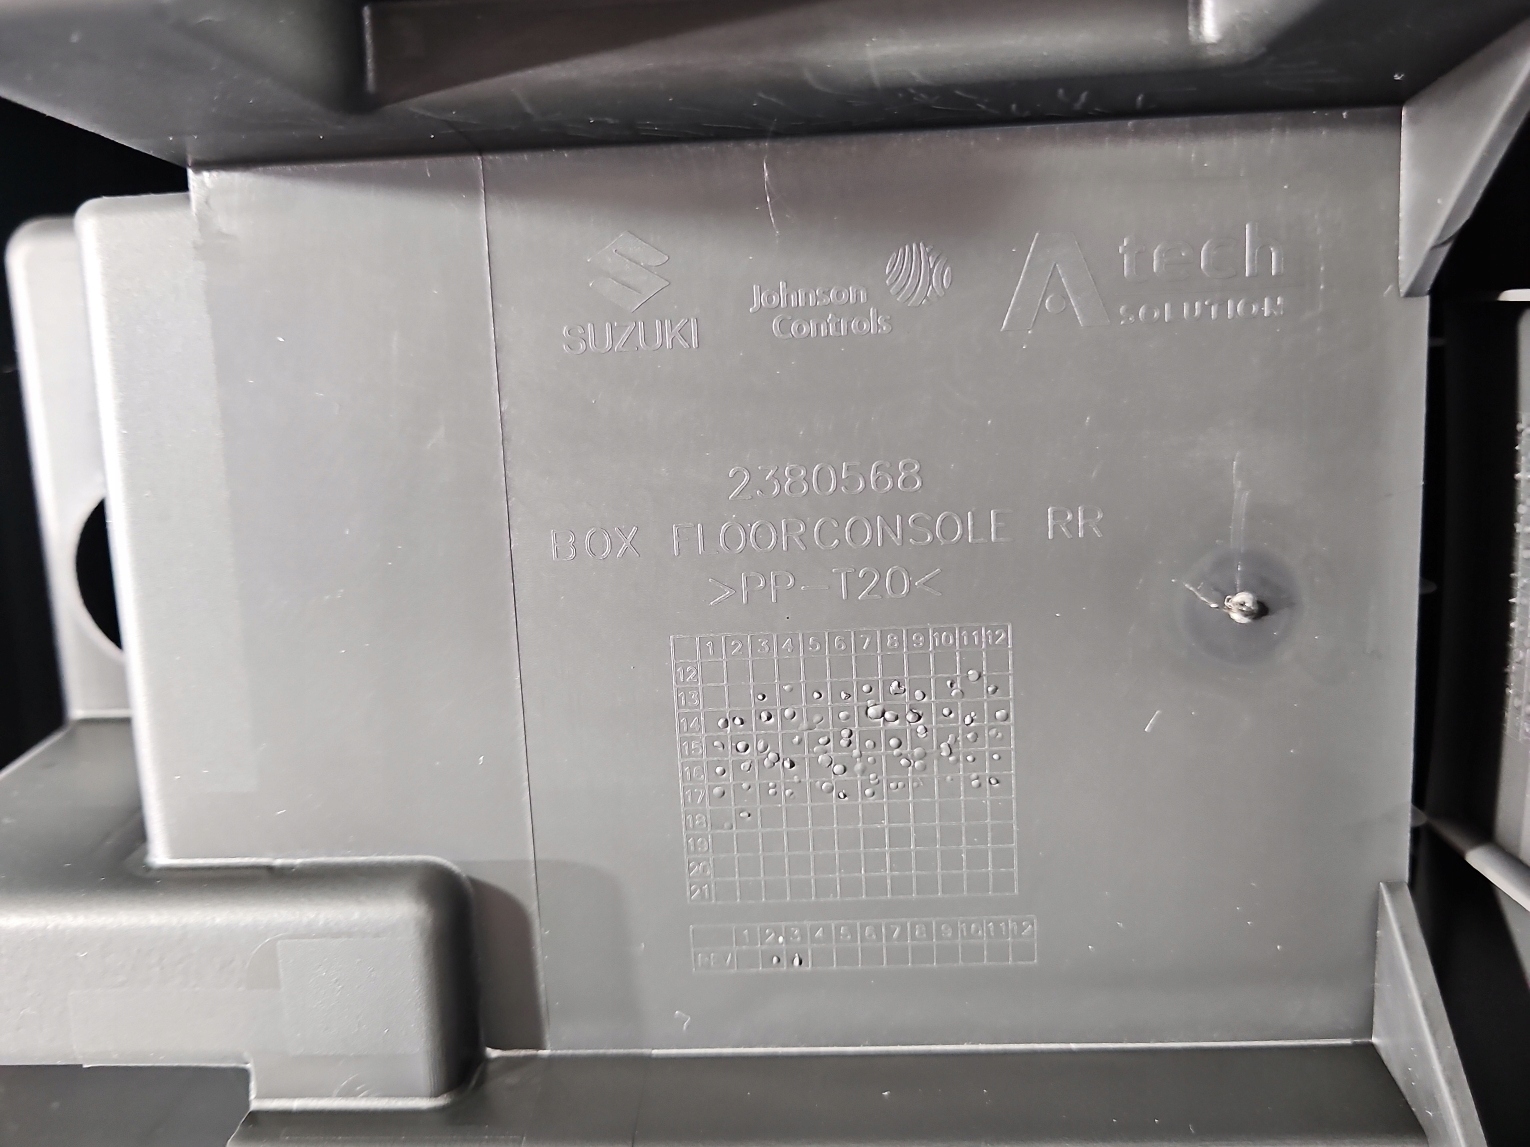 SUZUKI
Johnson
Controls
A tech
SOLUTION
2380568
BOX FLOORCONSOLE RR
>PP-T20<
1 2 3 4 5 6 7 8 9 10 11 12
12
13
14
15
16
17
18
19
20
21
1 2 3 4 5 6 7 8 9 10 11 12
REV